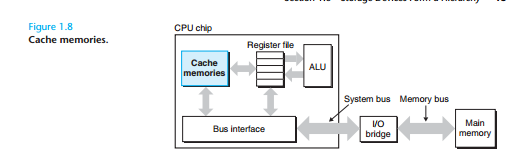 Figure 1.8
Cache memories.
CPU chip
Register file
Cache
memories
ALU
System bus
Memory bus
Bus interface
I/O
bridge
Main
memory